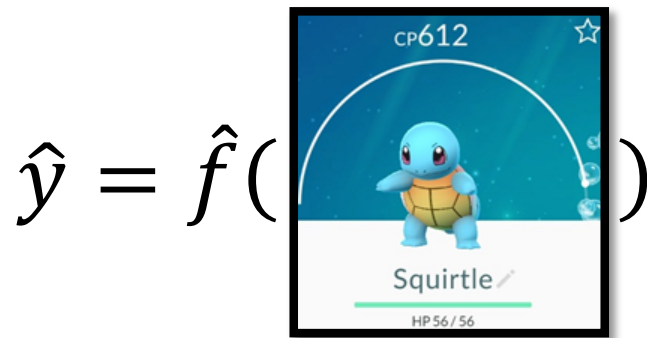 CP612
ŷ = f̂( )
Squirtle
HP 56 / 56